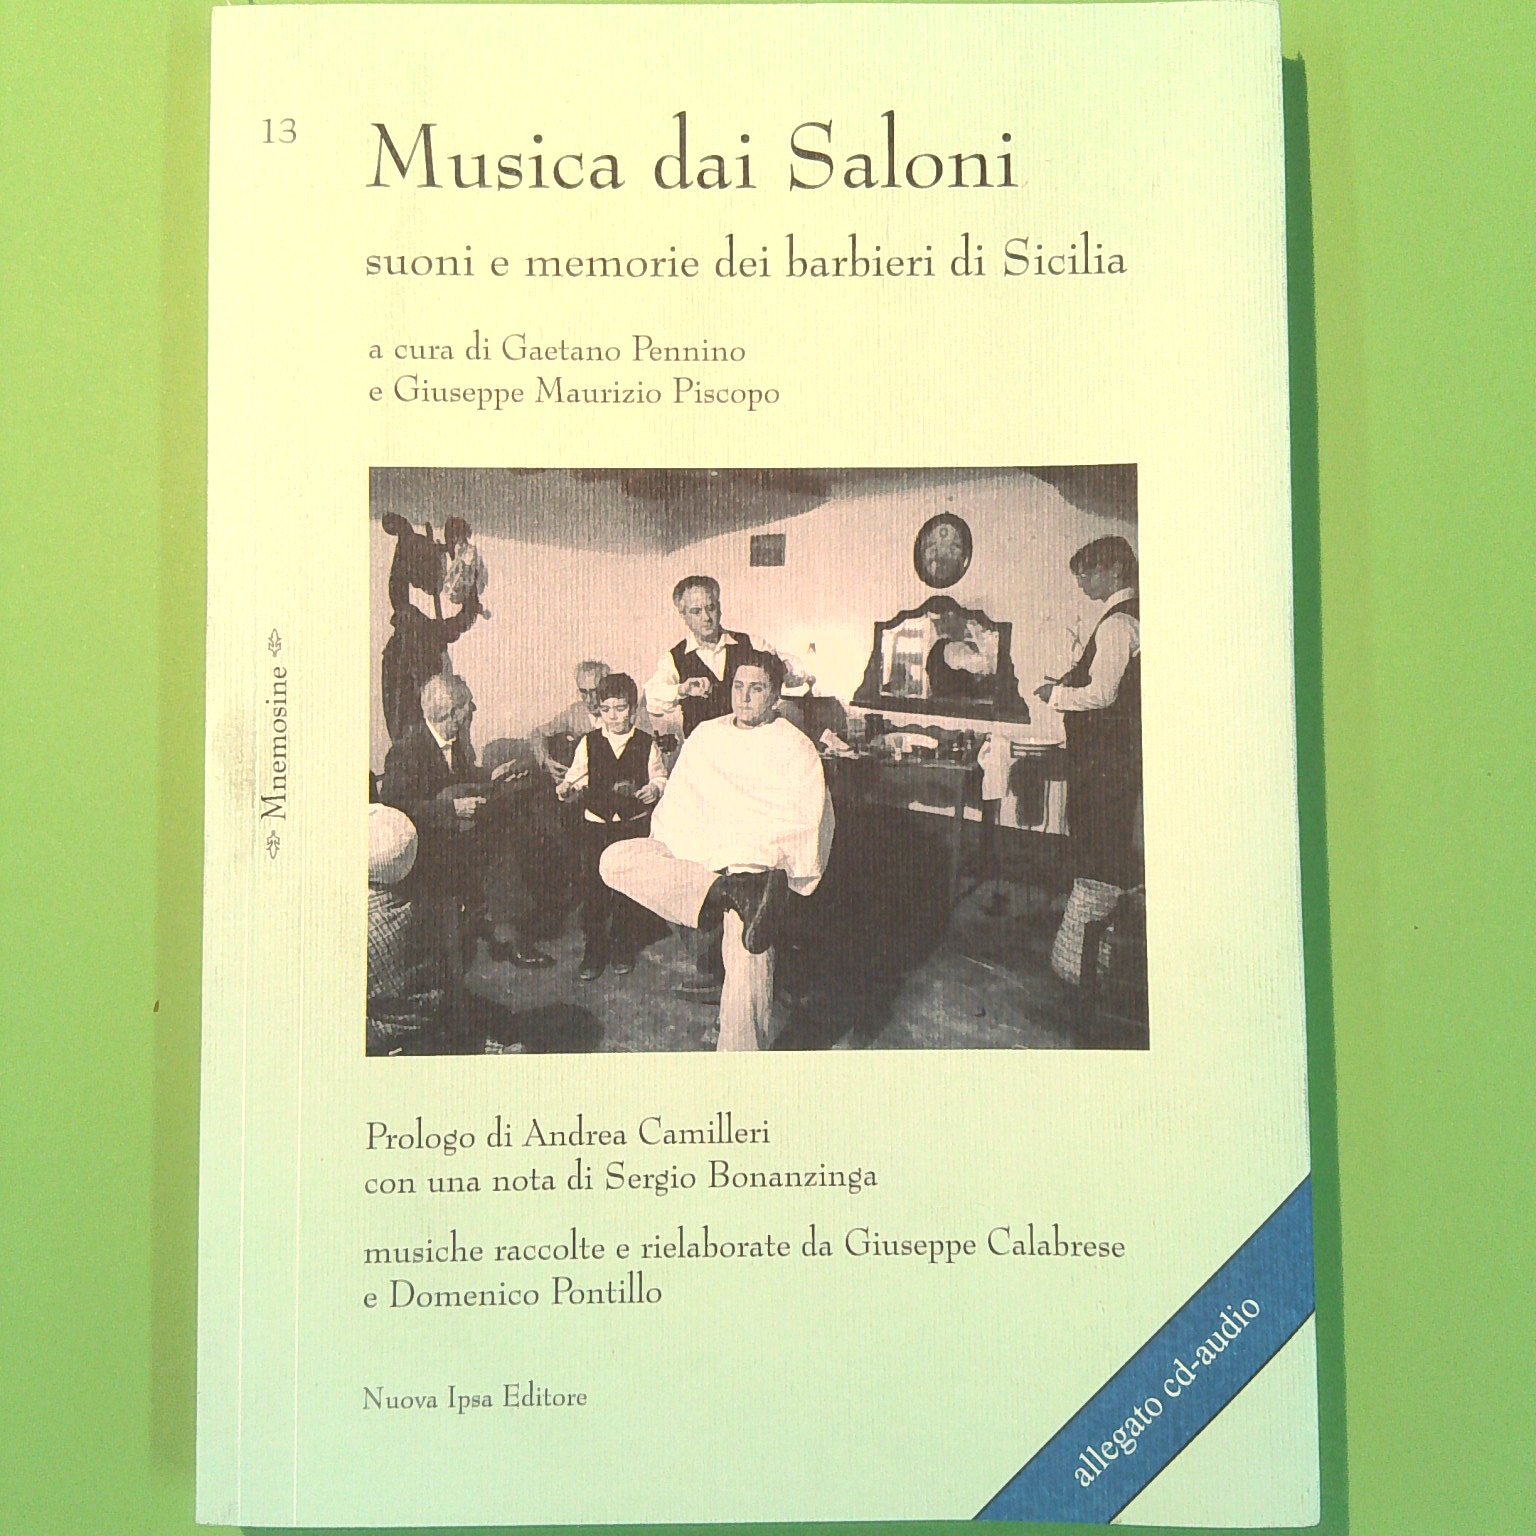 13
Musica dai Saloni
suoni e memorie dei barbieri di Sicilia
a cura di Gaetano Pennino
e Giuseppe Maurizio Piscopo
Mnemosine
Prologo di Andrea Camilleri
con una nota di Sergio Bonanzinga
musiche raccolte e rielaborate da Giuseppe Calabrese
e Domenico Pontillo
Nuova Ipsa Editore
allegato cd-audio